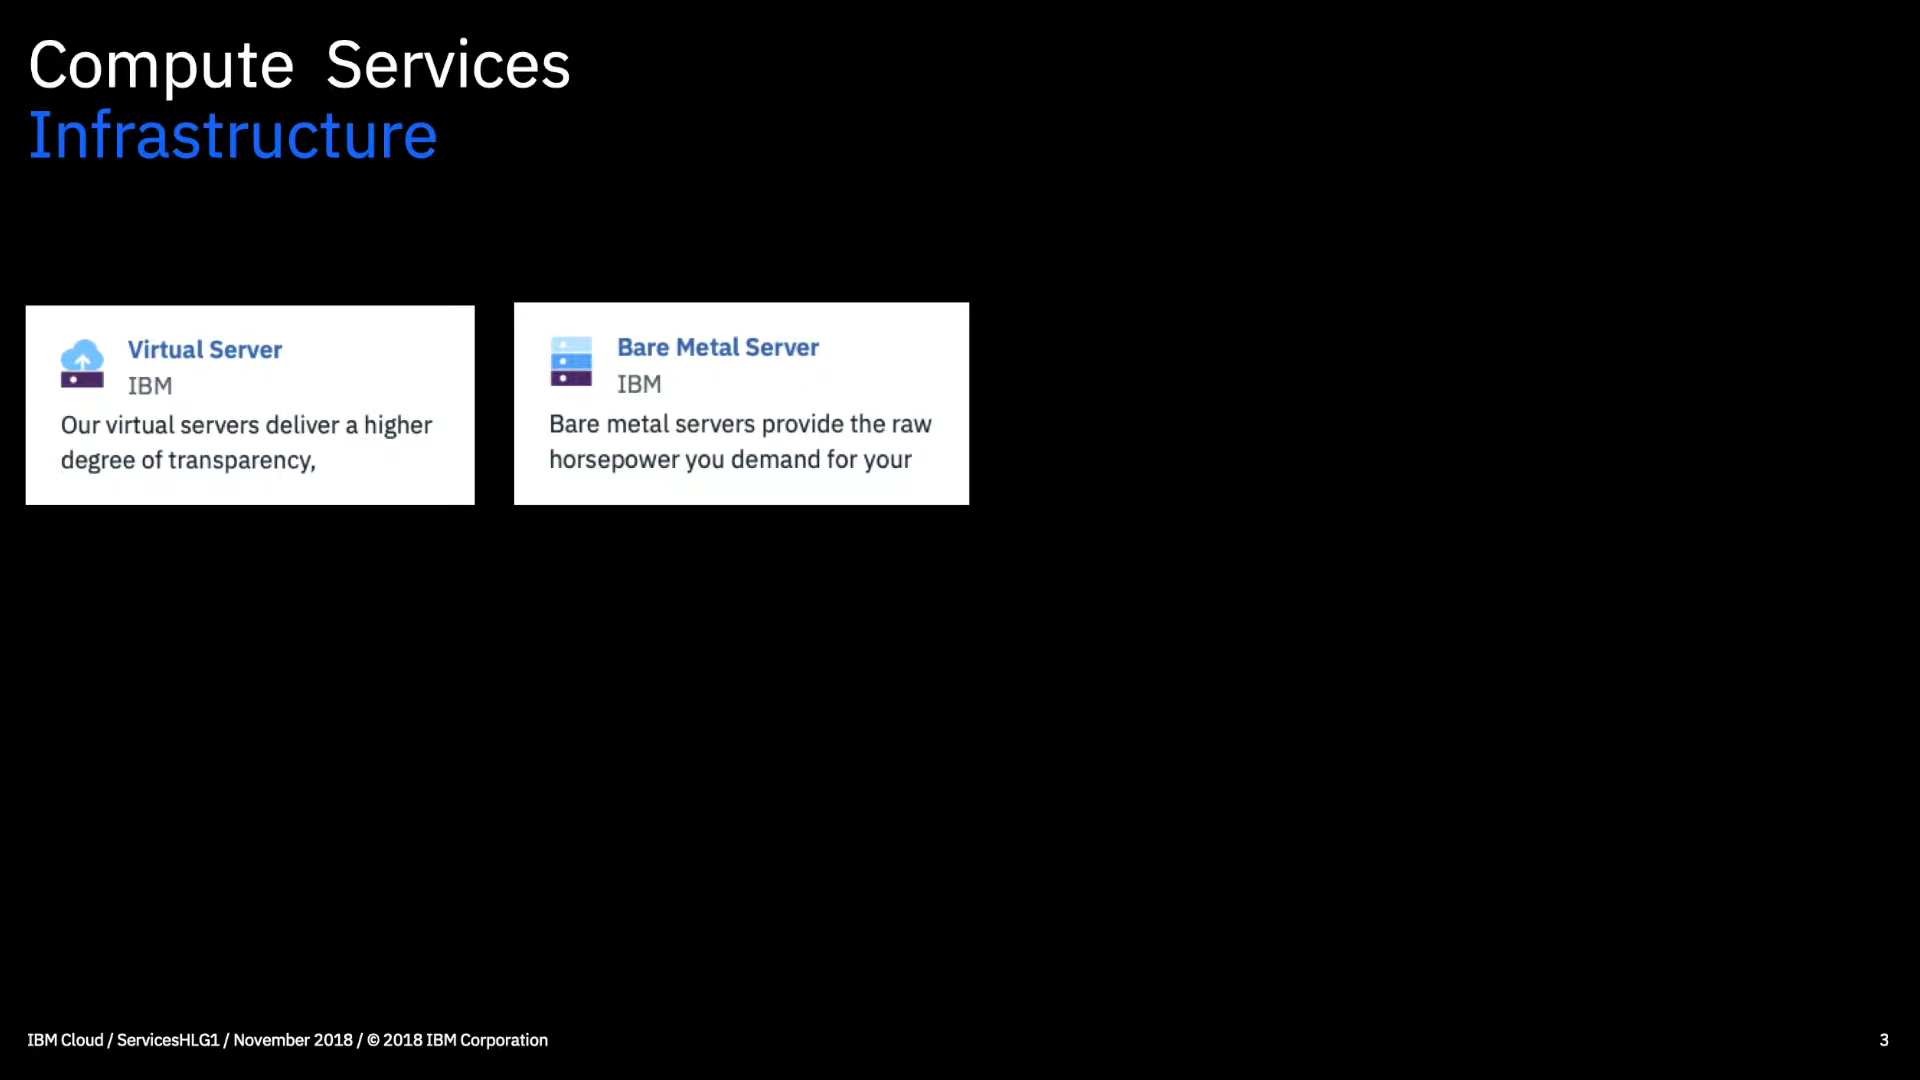 Compute Services
Infrastructure
Virtual Server
IBM
Our virtual servers deliver a higher
degree of transparency,
Bare Metal Server
IBM
Bare metal servers provide the raw
horsepower you demand for your
IBM Cloud / ServicesHLG1 / November 2018 / © 2018 IBM Corporation
3